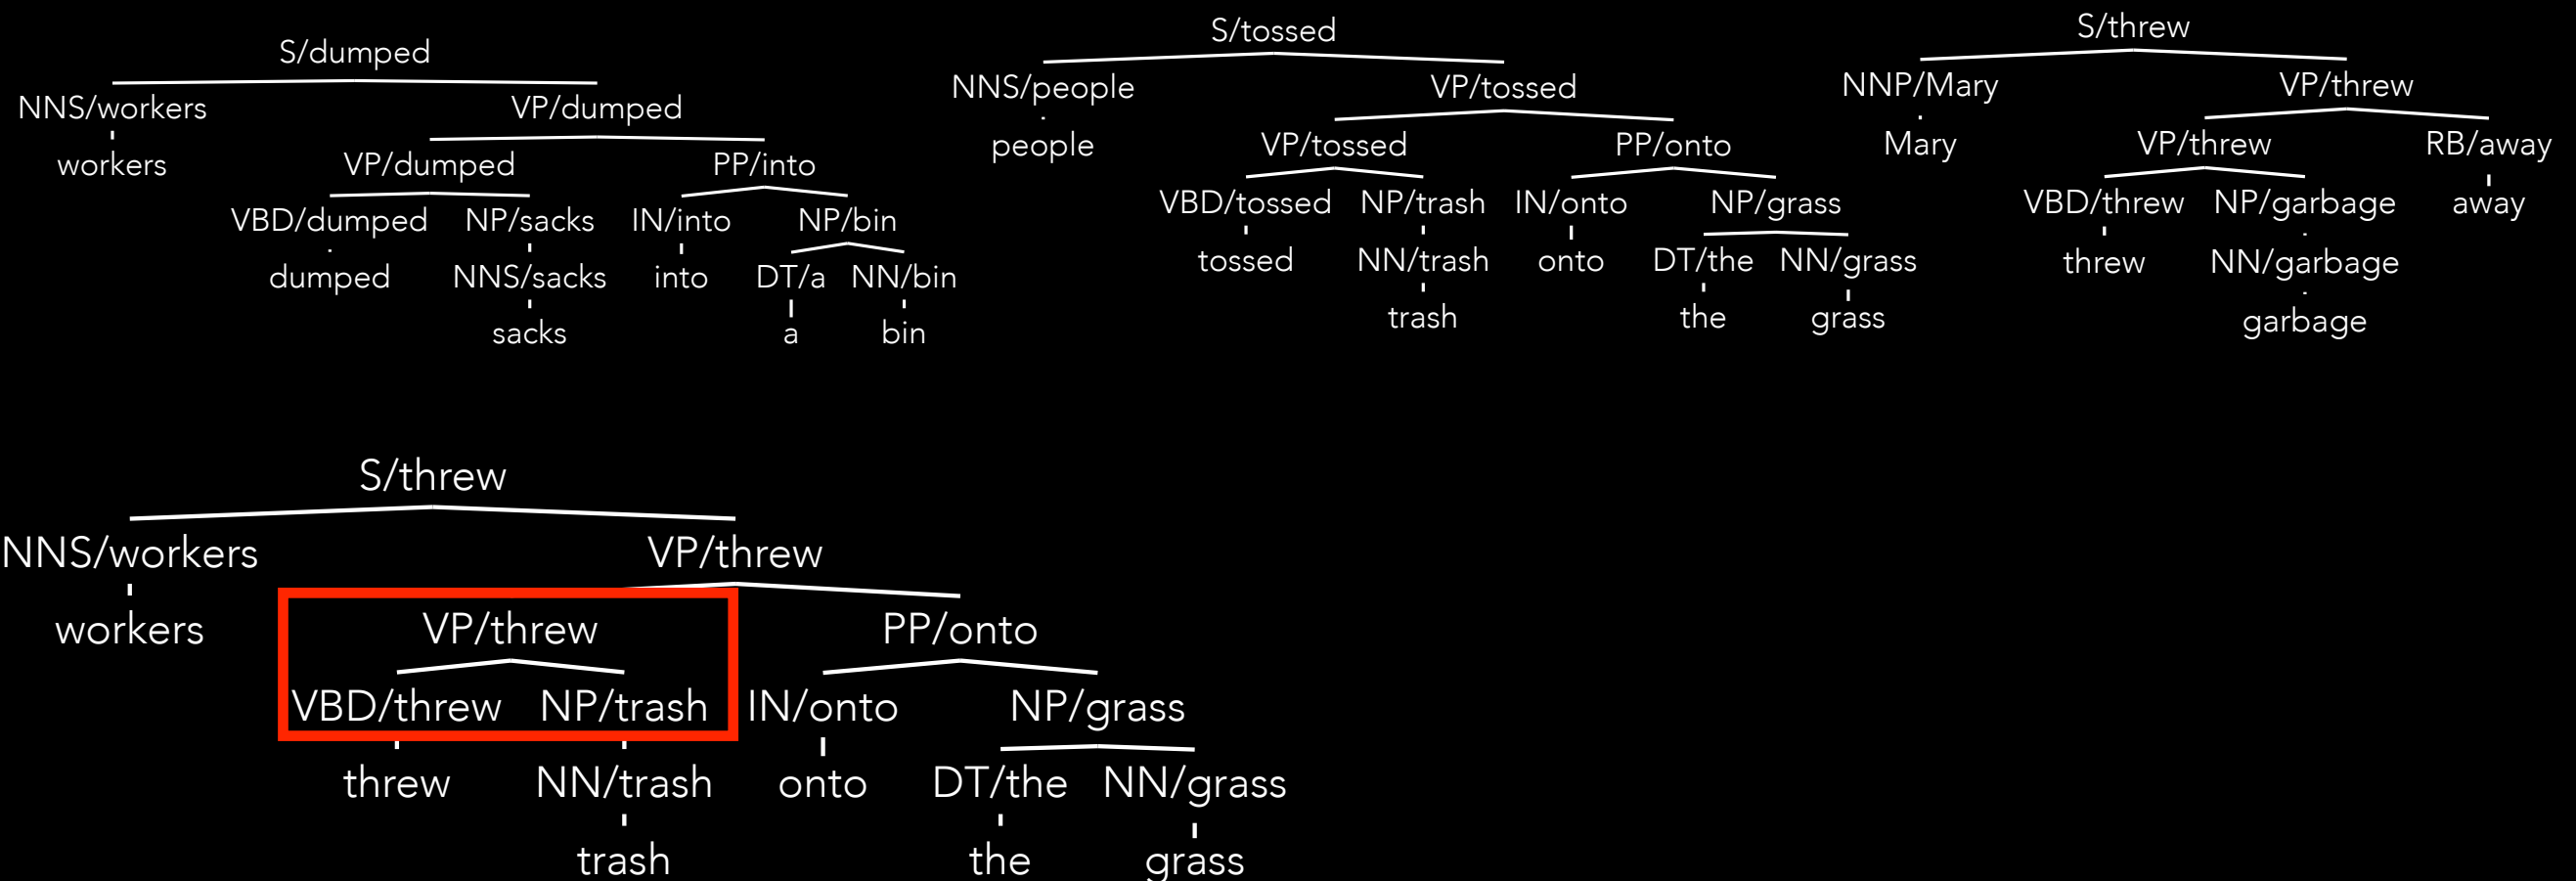 S/dumped
NNS/workers VP/dumped
workers VP/dumped PP/into
VBD/dumped NP/sacks IN/into NP/bin
dumped NNS/sacks into DT/a NN/bin
sacks a bin
S/tossed
NNS/people VP/tossed
people VP/tossed PP/onto
VBD/tossed NP/trash IN/onto NP/grass
tossed NN/trash onto DT/the NN/grass
trash the grass
S/threw
NNP/Mary VP/threw
Mary VP/threw RB/away
VBD/threw NP/garbage away
threw NN/garbage
garbage
S/threw
NNS/workers VP/threw
workers VP/threw PP/onto
VBD/threw NP/trash IN/onto NP/grass
threw NN/trash onto DT/the NN/grass
trash the grass